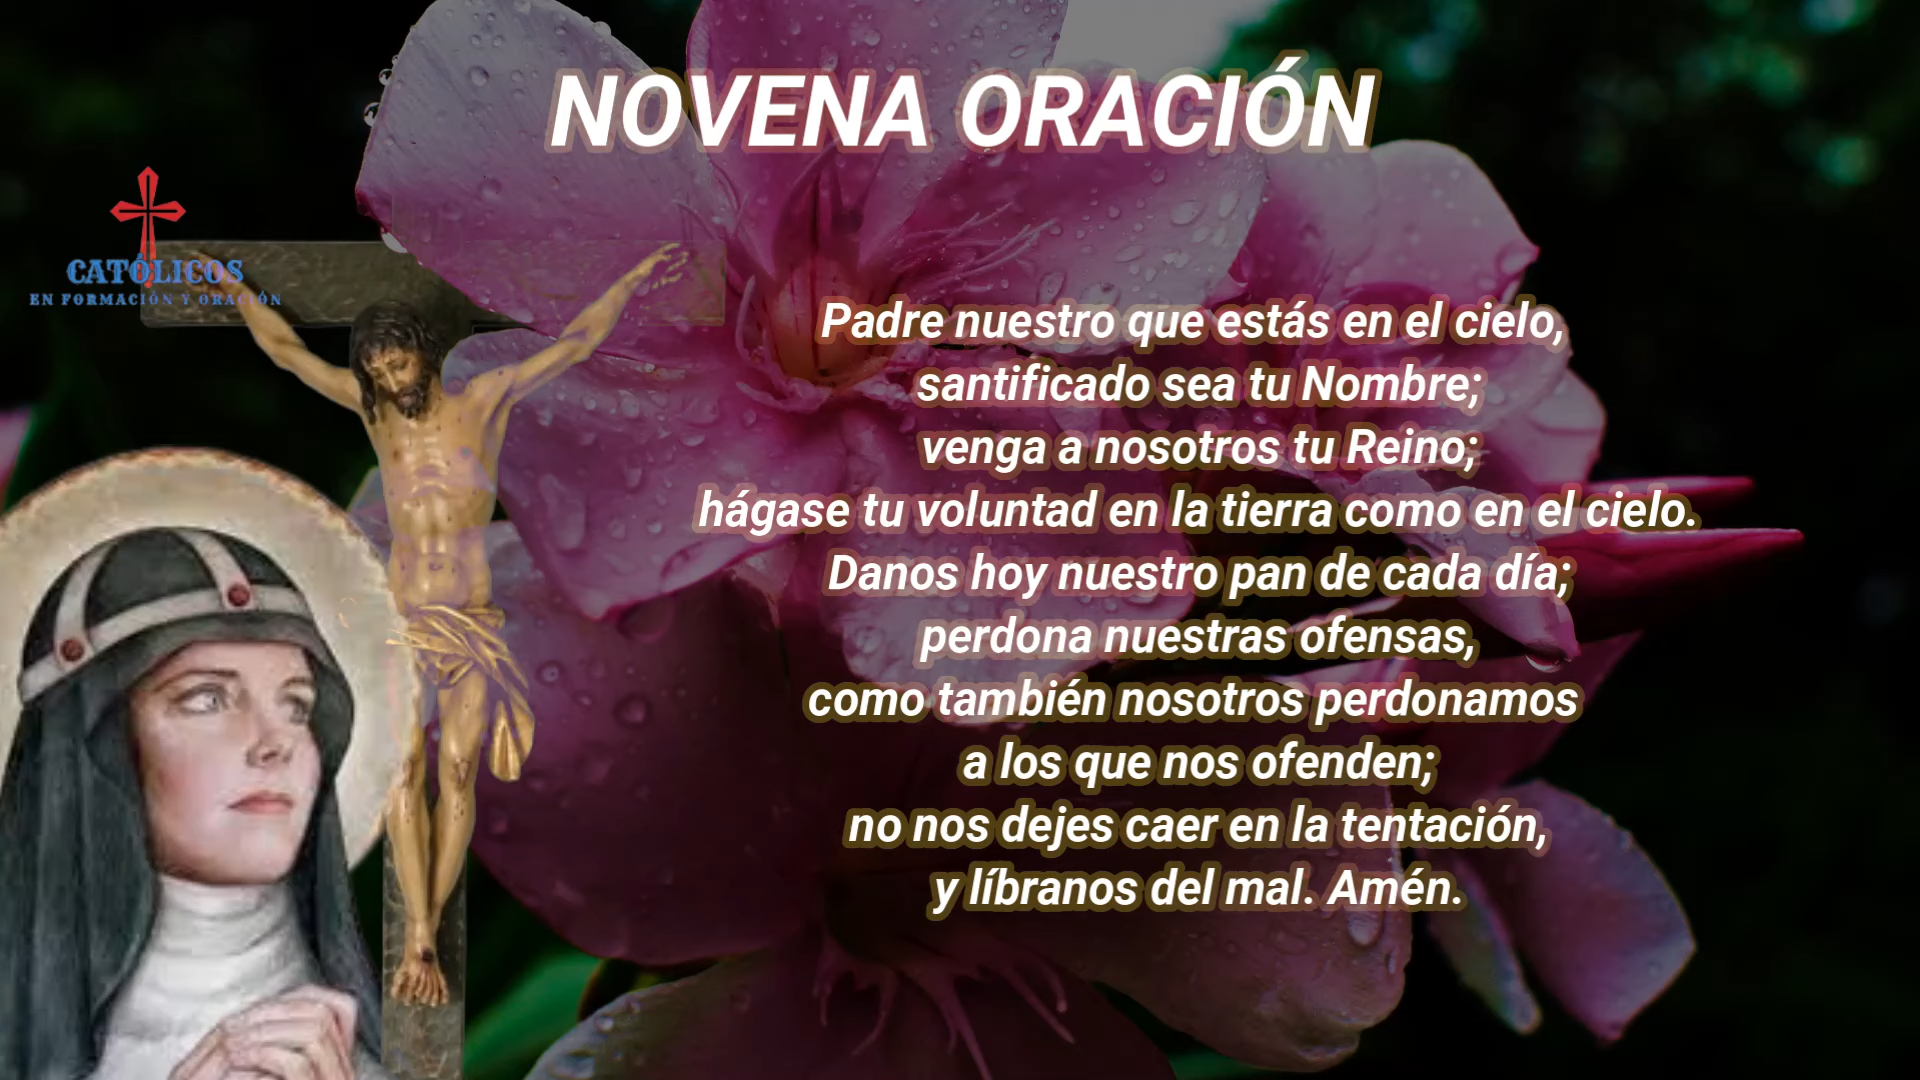 NOVENA ORACIÓN
CATÓLICOS
EN FORMACIÓN Y ORACIÓN
Padre nuestro que estás en el cielo,
santificado sea tu Nombre;
venga a nosotros tu Reino;
hágase tu voluntad en la tierra como en el cielo.
Danos hoy nuestro pan de cada día;
perdona nuestras ofensas,
como también nosotros perdonamos
a los que nos ofenden;
no nos dejes caer en la tentación,
y líbranos del mal. Amén.